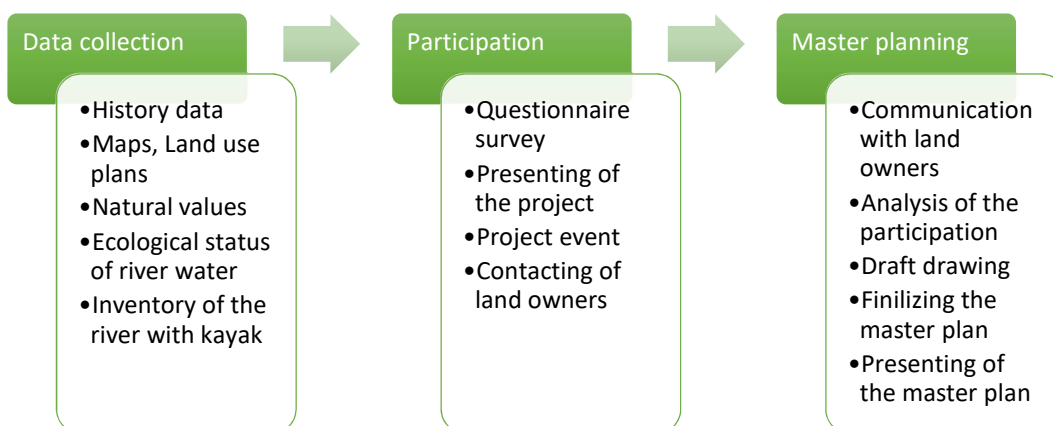 Data collection
•History data
•Maps, Land use
plans
•Natural values
•Ecological status
of river water
•Inventory of the
river with kayak
Participation
•Questionnaire
survey
•Presenting of
the project
•Project event
•Contacting of
land owners
Master planning
•Communication
with land
owners
•Analysis of the
participation
•Draft drawing
•Finilizing the
master plan
•Presenting of
the master plan